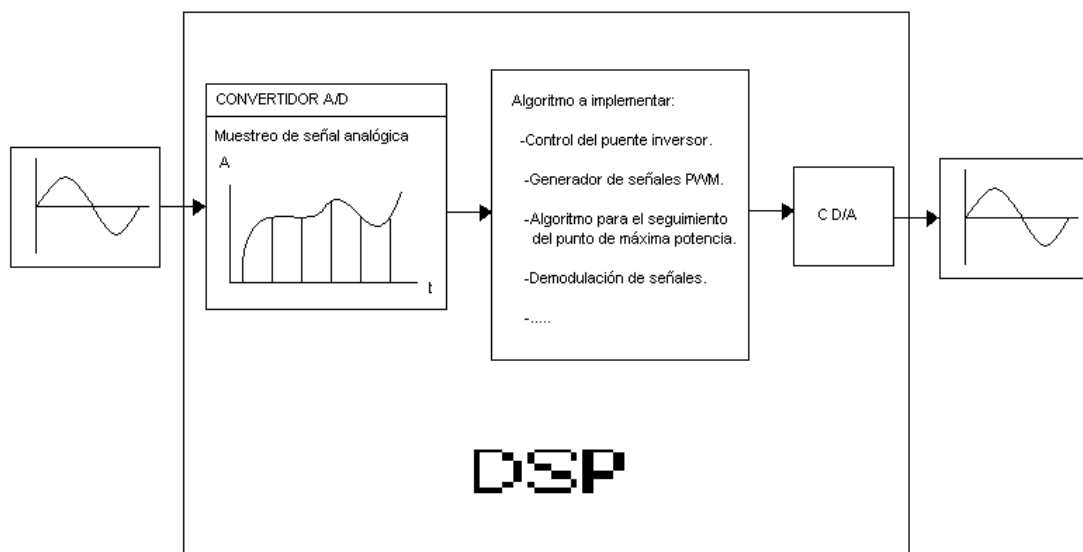 CONVERTIDOR A/D
Muestreo de señal analógica
A
t
Algoritmo a implementar:
-Control del puente inversor.
-Generador de señales PWM.
-Algoritmo para el seguimiento
del punto de máxima potencia.
-Demodulación de señales.
-.....
C D/A
DSP